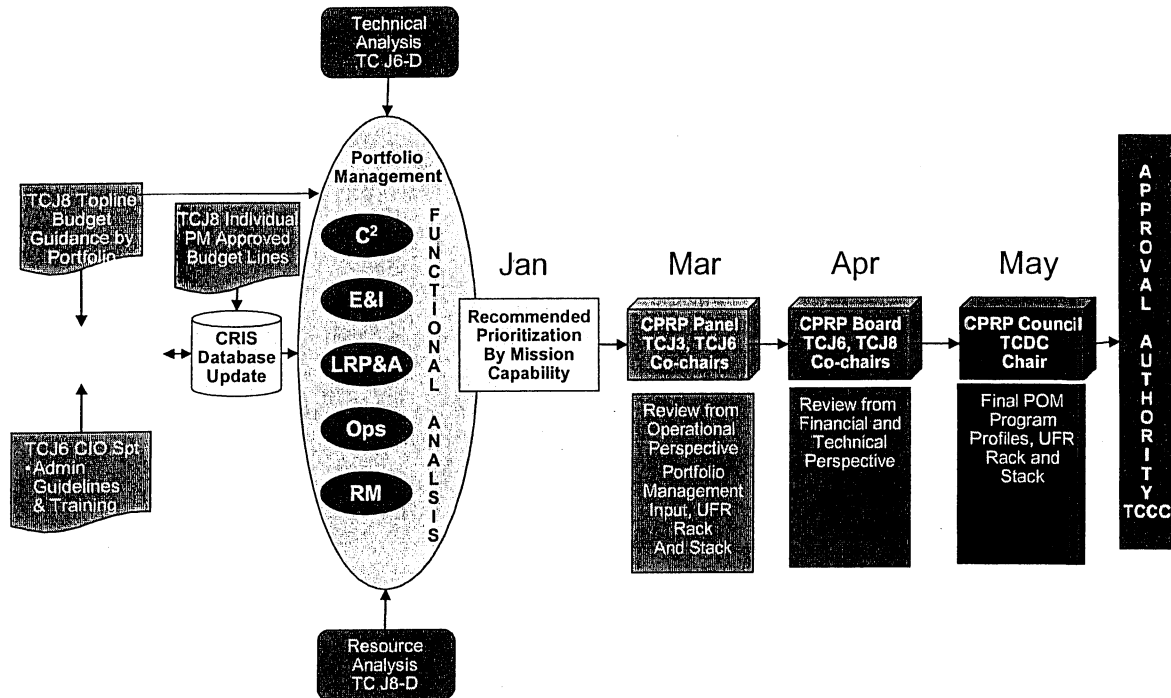 Technical
Analysis
TC J6-D
Portfolio
Management
TCJ8 Topline
Budget
Guidance by
Portfolio
TCJ8 Individual
PM Approved
Budget Lines
CRIS
Database
Update
TCJ6 CIO Spt
•Admin
Guidelines
& Training
C²
E&I
LRP&A
Ops
RM
FUNCTIONAL ANALSIS
Resource
Analysis
TC J8-D
Jan
Recommended
Prioritization
By Mission
Capability
Mar
CPRP Panel
TCJ3, TCJ6
Co-chairs
Review from
Operational
Perspective
Portfolio
Management
Input, UFR
Rack
And Stack
Apr
CPRP Board
TCJ6, TCJ8
Co-chairs
Review from
Financial and
Technical
Perspective
May
CPRP Council
TCDC
Chair
Final POM
Program
Profiles, UFR
Rack and
Stack
APPROVAL AUTHORITY
TCCC